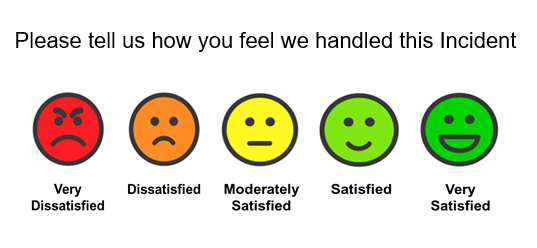 Please tell us how you feel we handled this Incident
Very
Dissatisfied
Dissatisfied
Moderately
Satisfied
Satisfied
Very
Satisfied